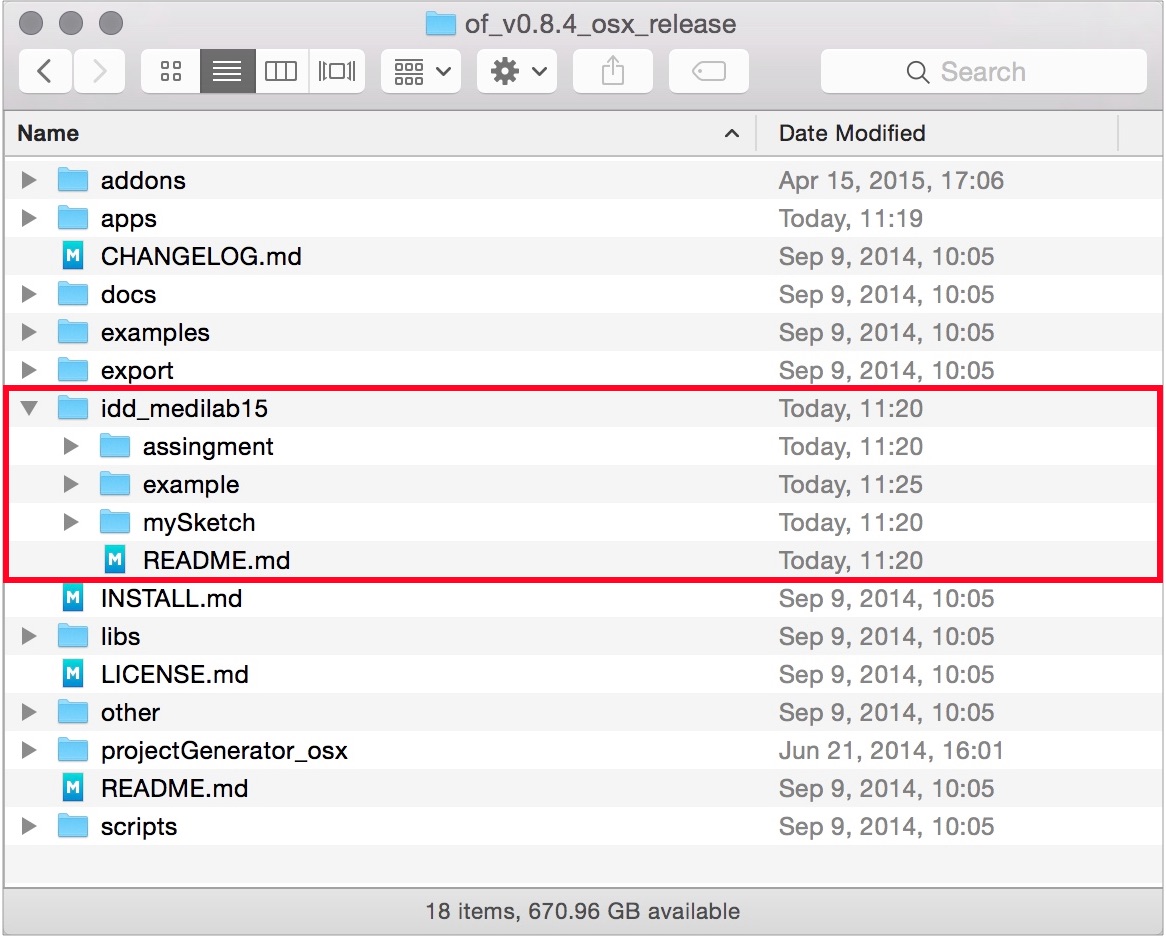 of_v0.8.4_osx_release
Search
Name Date Modified
addons Apr 15, 2015, 17:06
apps Today, 11:19
M CHANGELOG.md Sep 9, 2014, 10:05
docs Sep 9, 2014, 10:05
examples Sep 9, 2014, 10:05
export Sep 9, 2014, 10:05
idd_medilab15 Today, 11:20
assingment Today, 11:20
example Today, 11:25
mySketch Today, 11:20
M README.md Today, 11:20
M INSTALL.md Sep 9, 2014, 10:05
libs Sep 9, 2014, 10:05
M LICENSE.md Sep 9, 2014, 10:05
other Sep 9, 2014, 10:05
projectGenerator_osx Jun 21, 2014, 16:01
M README.md Sep 9, 2014, 10:05
scripts Sep 9, 2014, 10:05
18 items, 670.96 GB available